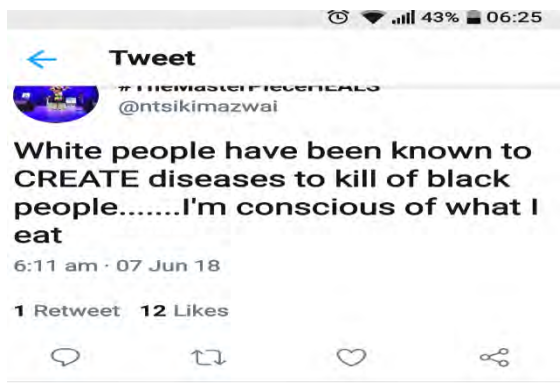 43% 06:25
Tweet
#TheMasterPieceHEALS
@ntsikimazwai
White people have been known to
CREATE diseases to kill of black
people.......I'm conscious of what I
eat
6:11 am · 07 Jun 18
1 Retweet 12 Likes